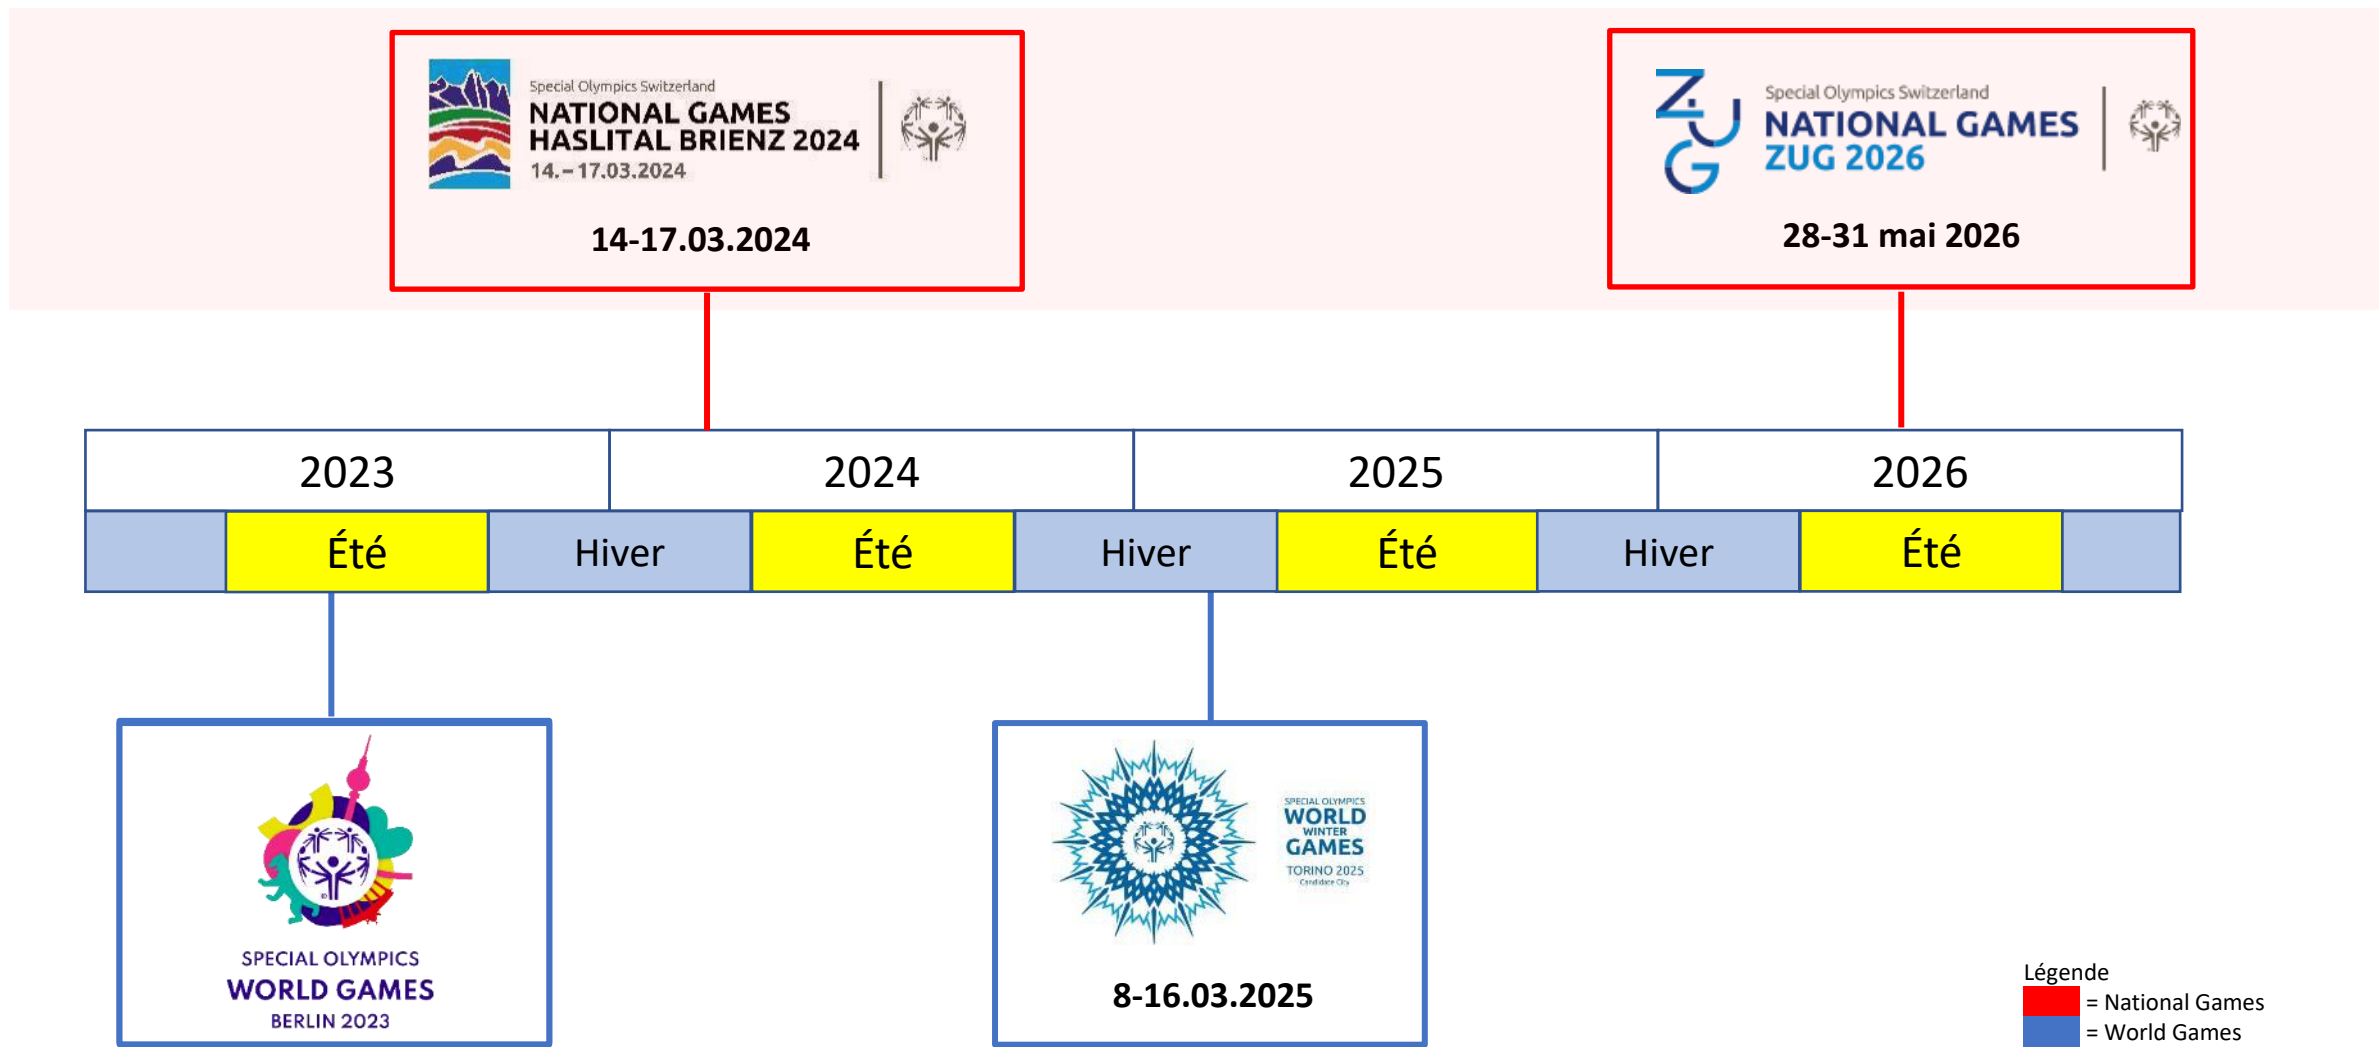 Special Olympics Switzerland
NATIONAL GAMES
HASLITAL BRIENZ 2024
14.–17.03.2024
14-17.03.2024
Special Olympics Switzerland
NATIONAL GAMES
ZUG 2026
28-31 mai 2026
2023 2024 2025 2026
Été Hiver Été Hiver Été Hiver Été
SPECIAL OLYMPICS
WORLD GAMES
BERLIN 2023
SPECIAL OLYMPICS
WORLD
WINTER
GAMES
TORINO 2025
Candidate City
8-16.03.2025
Légende
= National Games
= World Games
ZUG